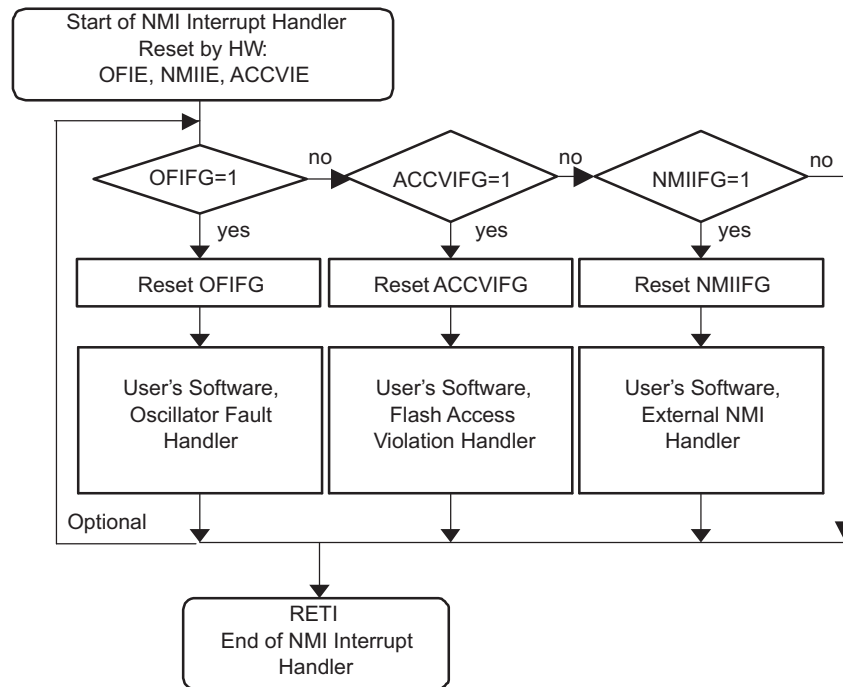 Start of NMI Interrupt Handler
Reset by HW:
OFIE, NMIIE, ACCVIE
OFIFG=1
no
ACCVIFG=1
no
NMIIFG=1
no
yes
yes
yes
Reset OFIFG
Reset ACCVIFG
Reset NMIIFG
User's Software,
Oscillator Fault
Handler
User's Software,
Flash Access
Violation Handler
User's Software,
External NMI
Handler
Optional
RETI
End of NMI Interrupt
Handler